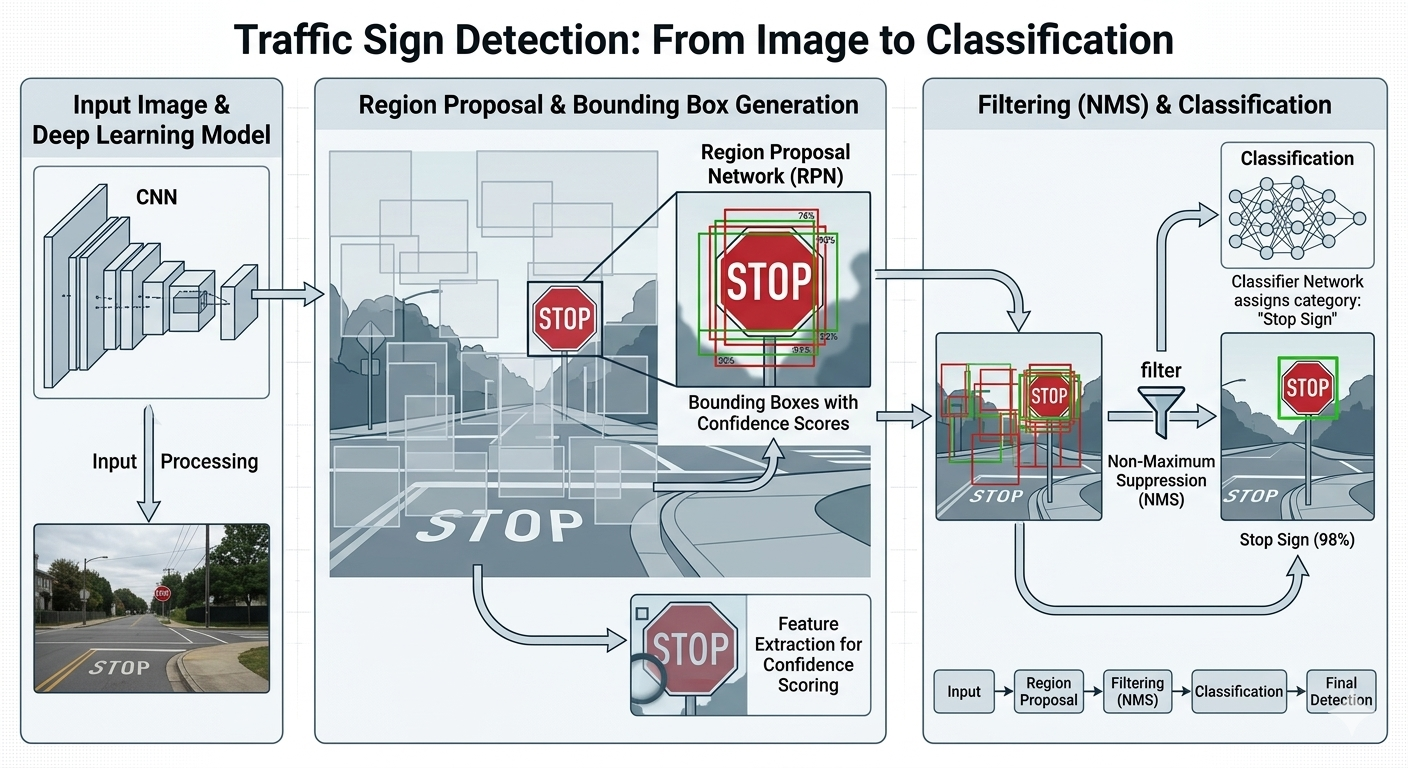 Traffic Sign Detection: From Image to Classification
Input Image &
Deep Learning Model
CNN
Input
Processing
STOP
STOP
Region Proposal & Bounding Box Generation
Region Proposal
Network (RPN)
76%
STOP
STOP
Bounding Boxes with
Confidence Scores
STOP
STOP
Feature
Extraction for
Confidence
Scoring
Filtering (NMS) & Classification
Classification
Classifier Network
assigns category:
"Stop Sign"
STOP
STOP
filter
Non-Maximum
Suppression
(NMS)
STOP
STOP
Stop Sign (98%)
Input
Region
Proposal
Filtering
(NMS)
Classification
Final
Detection